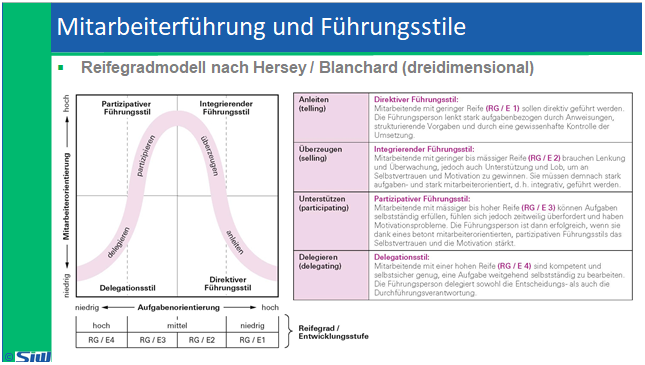 Mitarbeiterführung und Führungsstile
Reifegradmodell nach Hersey / Blanchard (dreidimensional)
hoch
Mitarbeiterorientierung
niedrig
Partizipativer
Führungsstil
Integrierender
Führungsstil
partizipieren
überzeugen
delegieren
anleiten
Delegationsstil
Direktiver
Führungsstil
niedrig
Aufgabenorientierung
hoch
hoch mittel niedrig
RG / E4 RG / E3 RG / E2 RG / E1
Reifegrad /
Entwicklungsstufe
Anleiten
(telling)
Direktiver Führungsstil:
Mitarbeitende mit geringer Reife (RG / E 1) sollen direktiv geführt werden.
Die Führungsperson lenkt stark aufgabenbezogen durch Anweisungen,
strukturierende Vorgaben und durch eine gewissenhafte Kontrolle der
Umsetzung.
Überzeugen
(selling)
Integrierender Führungsstil:
Mitarbeitende mit geringer bis mässiger Reife (RG / E 2) brauchen Lenkung
und Überwachung, jedoch auch Unterstützung und Lob, um an
Selbstvertrauen und Motivation zu gewinnen. Sie müssen demnach stark
aufgaben- und stark mitarbeiterorientiert, d. h. integrativ, geführt werden.
Unterstützen
(participating)
Partizipativer Führungsstil:
Mitarbeitende mit mässiger bis hoher Reife (RG / E 3) können Aufgaben
selbstständig erfüllen, fühlen sich jedoch zeitweilig überfordert und haben
Motivationsprobleme. Die Führungsperson ist dann erfolgreich, wenn sie
dank eines betont mitarbeiterorientierten, partizipativen Führungsstils das
Selbstvertrauen und die Motivation stärkt.
Delegieren
(delegating)
Delegationsstil:
Mitarbeitende mit einer hohen Reife (RG / E 4) sind kompetent und
selbstsicher genug, eine Aufgabe weitgehend selbstständig zu bearbeiten.
Die Führungsperson delegiert sowohl die Entscheidungs- als auch die
Durchführungsverantwortung.